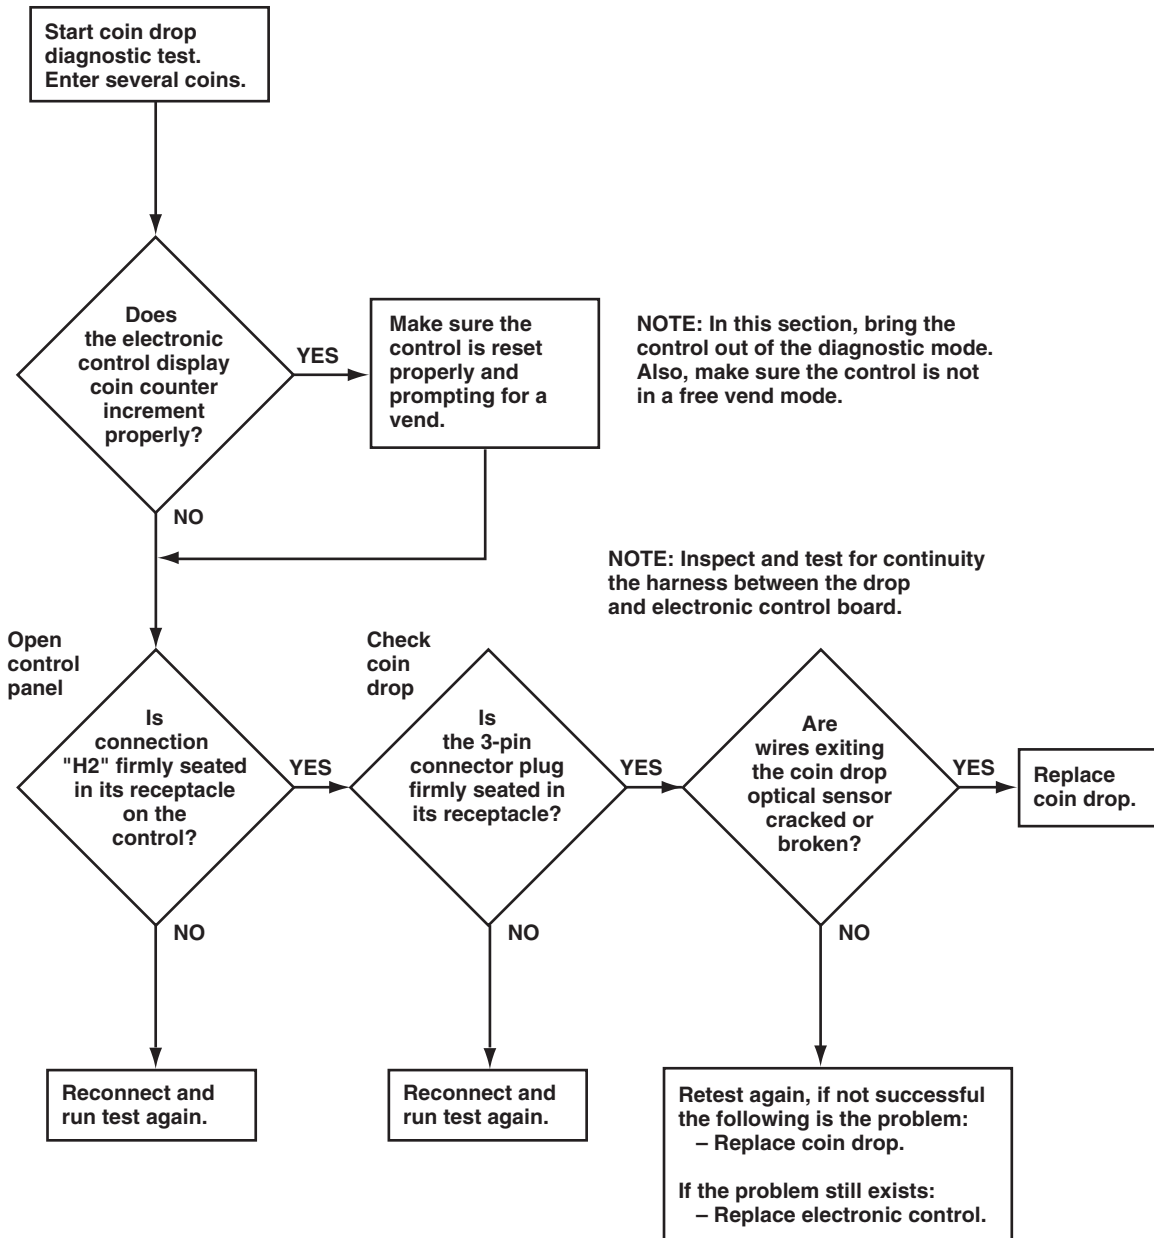 Start coin drop
diagnostic test.
Enter several coins.
Does
the electronic
control display
coin counter
increment
properly?
YES
Make sure the
control is reset
properly and
prompting for a
vend.
NOTE: In this section, bring the
control out of the diagnostic mode.
Also, make sure the control is not
in a free vend mode.
NO
NOTE: Inspect and test for continuity
the harness between the drop
and electronic control board.
Open
control
panel
Is
connection
"H2" firmly seated
in its receptacle
on the
control?
YES
Check
coin
drop
Is
the 3-pin
connector plug
firmly seated in
its receptacle?
YES
Are
wires exiting
the coin drop
optical sensor
cracked or
broken?
YES
Replace
coin drop.
NO
NO
NO
Reconnect and
run test again.
Reconnect and
run test again.
Retest again, if not successful
the following is the problem:
– Replace coin drop.
If the problem still exists:
– Replace electronic control.